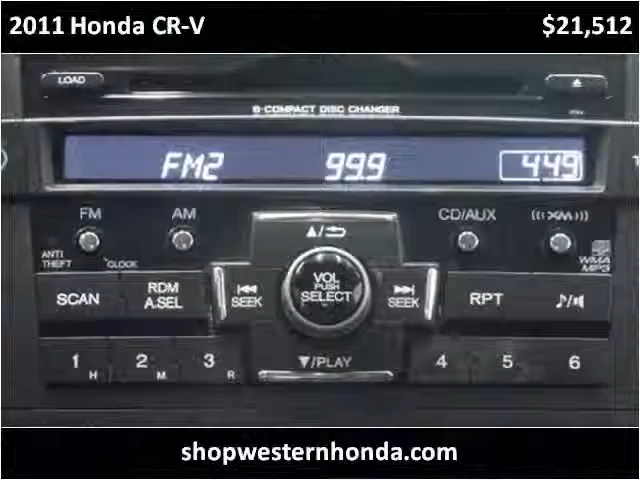 2011 Honda CR-V $21,512
LOAD
6-COMPACT DISC CHANGER
FM2 99.9 4:49
FM AM CD/AUX (((XM)))
ANTI THEFT CLOCK
WMA MP3
SCAN RDM A.SEL SEEK VOL PUSH SELECT SEEK RPT
▲/
▼/PLAY
1 H 2 M 3 R 4 5 6
shopwesternhonda.com